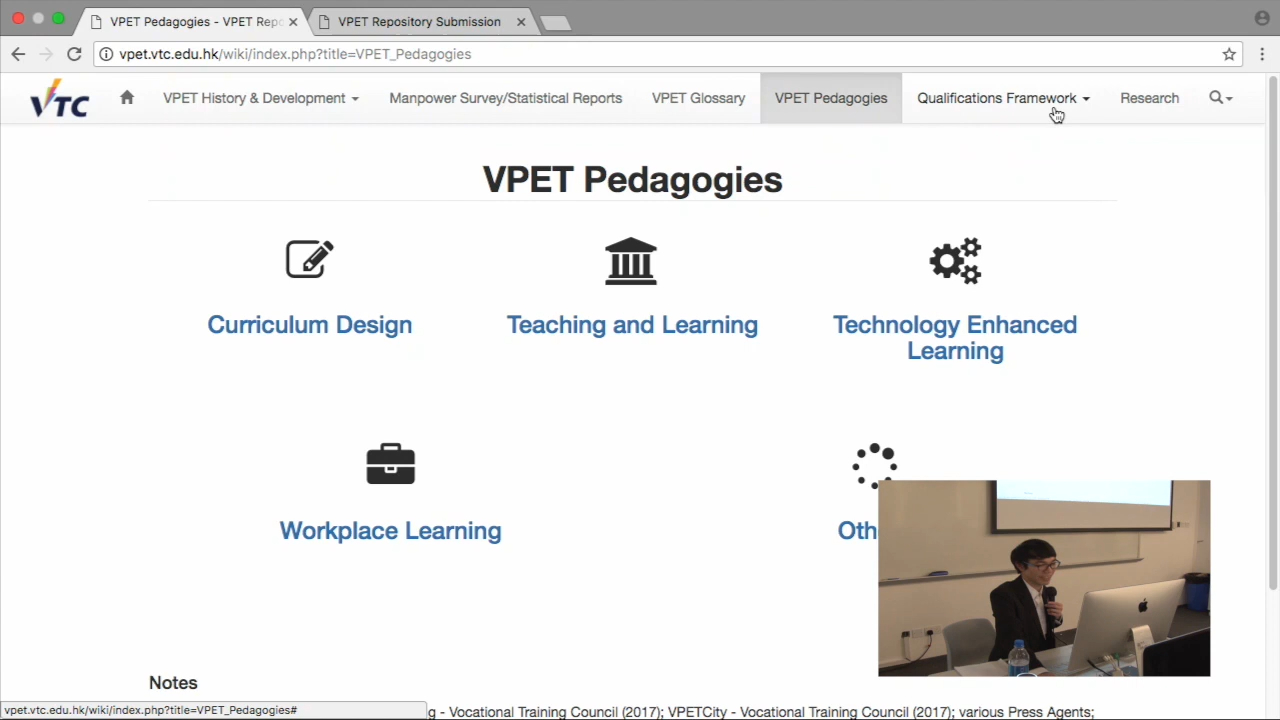 VPET Pedagogies - VPET Repo
VPET Repository Submission
vpet.vtc.edu.hk/wiki/index.php?title=VPET_Pedagogies
VTC
VPET History & Development
Manpower Survey/Statistical Reports
VPET Glossary
VPET Pedagogies
Qualifications Framework
Research
VPET Pedagogies
Curriculum Design
Teaching and Learning
Technology Enhanced
Learning
Workplace Learning
Notes
vpet.vtc.edu.hk/wiki/index.php?title=VPET_Pedagogies#
- Vocational Training Council (2017); VPETCity - Vocational Training Council (2017); various Press Agents;